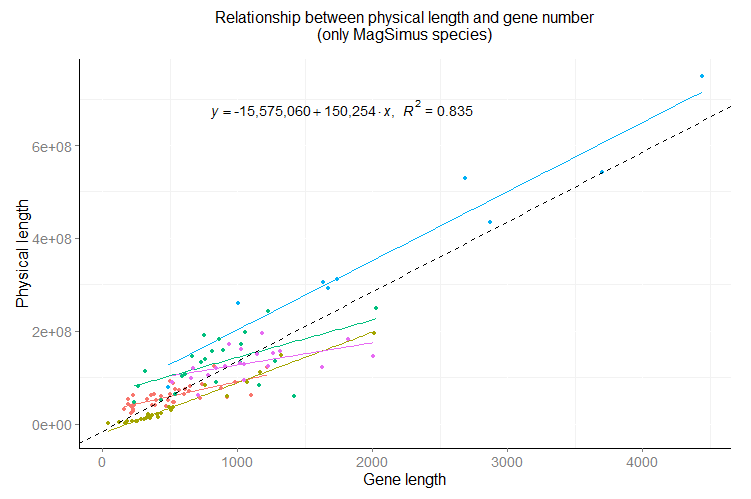 Relationship between physical length and gene number
(only MagSimus species)
y = -15,575,060 + 150,254 · x, R² = 0.835
6e+08
4e+08
2e+08
0e+00
Physical length
0 1000 2000 3000 4000
Gene length